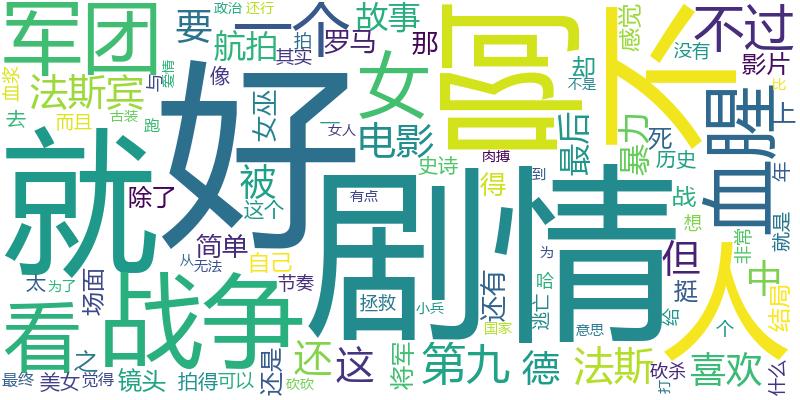 军团
要
政治
还行
一个
故事
不过
血浆
航拍
拍
罗马
那
啊
不
感觉
没有
影片
法斯宾
与
爱情
像
其实
女
却
去
而且
古装
跑
女巫
好
电影
最后
暴力
死
上
比
不是
血腥
就
女人
肉搏
史诗
历史
除了
被
这个
剧情
有点
得
到
战
年
想
人
简单
自己
从
无法
节奏
为
非常
就是
但
中
太
为了
场面
战争
拯救
小兵
还有
逃亡
哈
挺
看
国家
意思
给
个
结局
之
还是
还
这
将军
第九
德
法斯
砍杀
喜欢
什么
最终
美女
觉得
镜头
拍得
可以
砍砍
打